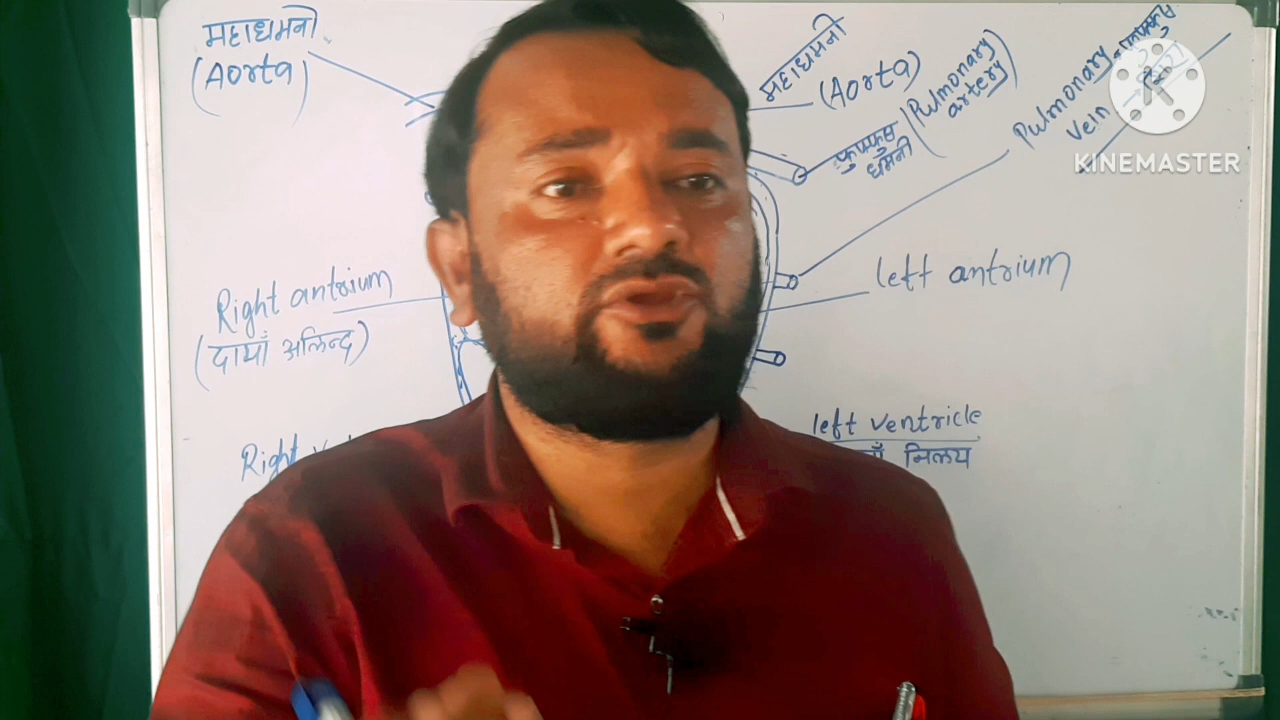 महाधमनी
(Aorta)
महाधमनी
(Aorta)
फुफ्फुस
धमनी
(Pulmonary
artery)
Pulmonary
vein
KINEMASTER
Right antrium
(दायाँ अलिन्द)
left antrium
Right
left ventricle
निलय